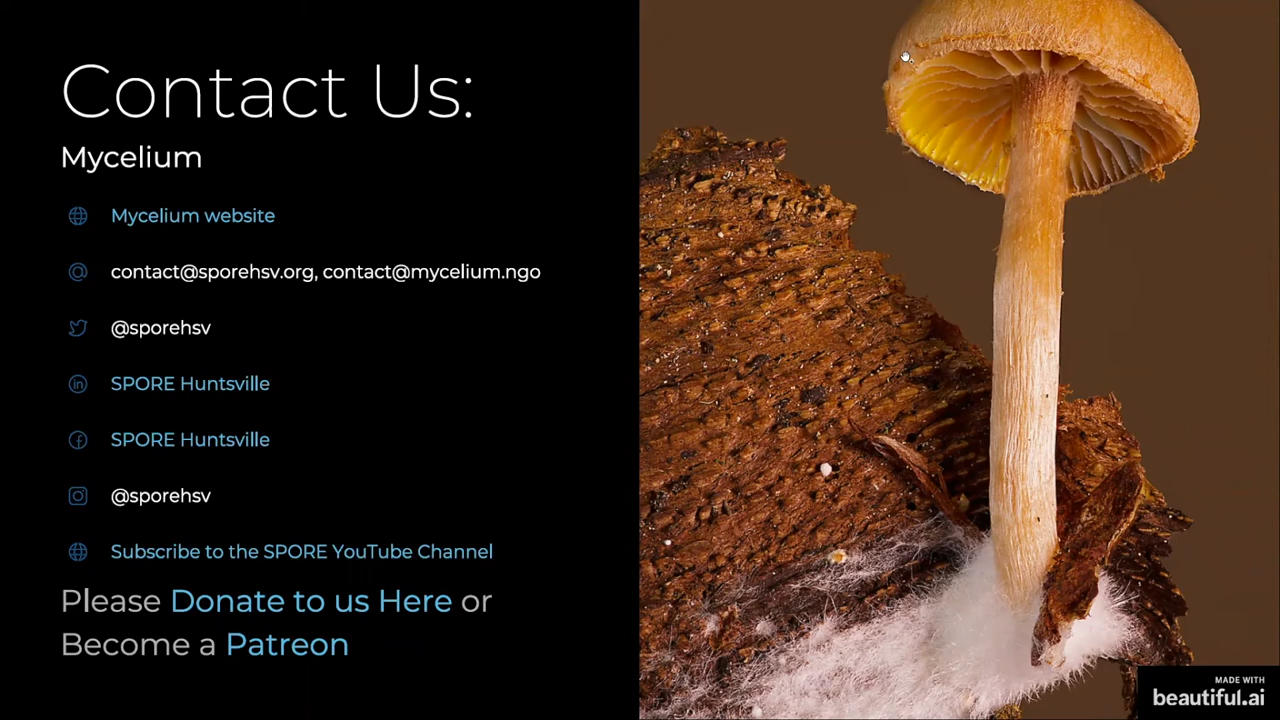 Contact Us:
Mycelium
Mycelium website
contact@sporehsv.org, contact@mycelium.ngo
@sporehsv
SPORE Huntsville
SPORE Huntsville
@sporehsv
Subscribe to the SPORE YouTube Channel
Please Donate to us Here or
Become a Patreon
MADE WITH
beautiful.ai